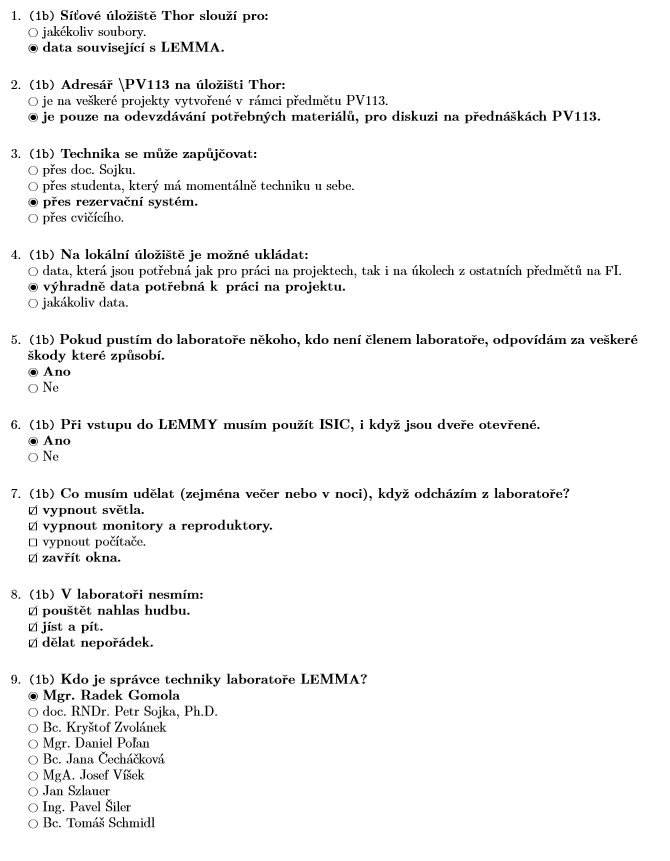 1. (1b) Síťové úložiště Thor slouží pro:
○ jakékoliv soubory.
◉ data související s LEMMA.
2. (1b) Adresář \PV113 na úložišti Thor:
○ je na veškeré projekty vytvořené v rámci předmětu PV113.
◉ je pouze na odevzdávání potřebných materiálů, pro diskuzi na přednáškách PV113.
3. (1b) Technika se může zapůjčovat:
○ přes doc. Sojku.
○ přes studenta, který má momentálně techniku u sebe.
◉ přes rezervační systém.
○ přes cvičícího.
4. (1b) Na lokální úložiště je možné ukládat:
○ data, která jsou potřebná jak pro práci na projektech, tak i na úkolech z ostatních předmětů na FI.
◉ výhradně data potřebná k práci na projektu.
○ jakákoliv data.
5. (1b) Pokud pustím do laboratoře někoho, kdo není členem laboratoře, odpovídám za veškeré
škody které způsobí.
◉ Ano
○ Ne
6. (1b) Při vstupu do LEMMY musím použít ISIC, i když jsou dveře otevřené.
◉ Ano
○ Ne
7. (1b) Co musím udělat (zejména večer nebo v noci), když odcházím z laboratoře?
☑ vypnout světla.
☑ vypnout monitory a reproduktory.
☐ vypnout počítače.
☑ zavřít okna.
8. (1b) V laboratoři nesmím:
☑ pouštět nahlas hudbu.
☑ jíst a pít.
☑ dělat nepořádek.
9. (1b) Kdo je správce techniky laboratoře LEMMA?
◉ Mgr. Radek Gomola
○ doc. RNDr. Petr Sojka, Ph.D.
○ Bc. Kryštof Zvolánek
○ Mgr. Daniel Poľan
○ Bc. Jana Čecháčková
○ MgA. Josef Víšek
○ Jan Szlauer
○ Ing. Pavel Šiler
○ Bc. Tomáš Schmidl